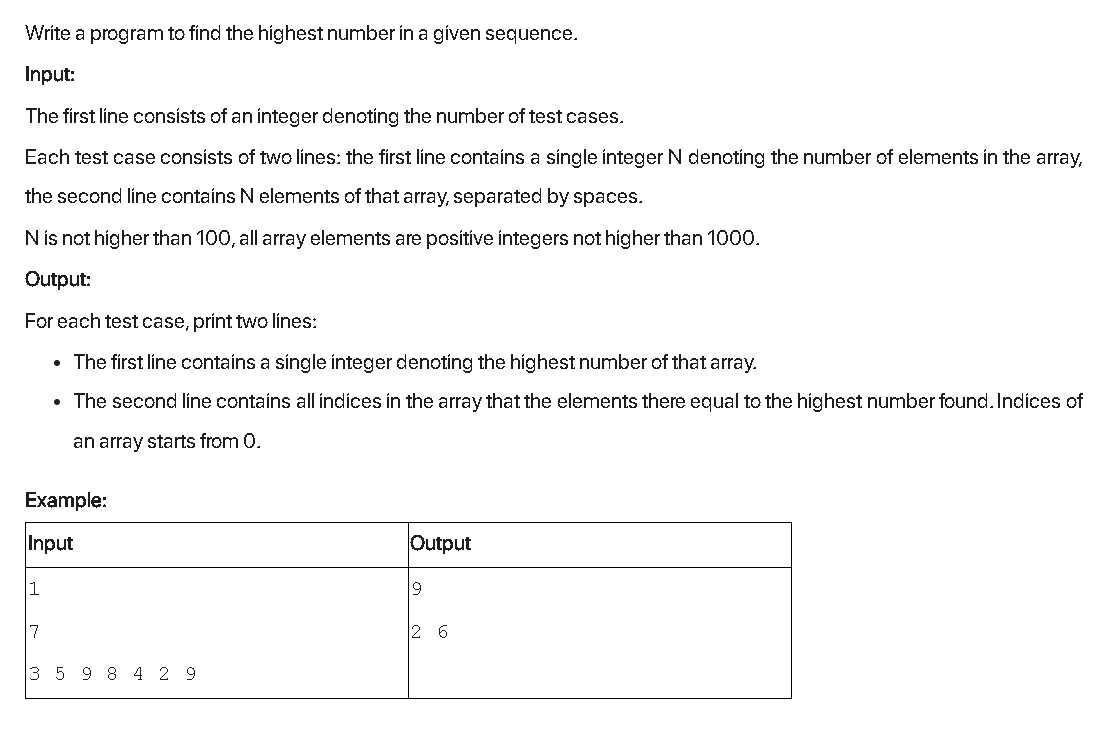 Write a program to find the highest number in a given sequence.
Input:
The first line consists of an integer denoting the number of test cases.
Each test case consists of two lines: the first line contains a single integer N denoting the number of elements in the array,
the second line contains N elements of that array, separated by spaces.
N is not higher than 100, all array elements are positive integers not higher than 1000.
Output:
For each test case, print two lines:
• The first line contains a single integer denoting the highest number of that array.
• The second line contains all indices in the array that the elements there equal to the highest number found. Indices of
an array starts from 0.
Example:
Input Output
1 9
7 2 6
3 5 9 8 4 2 9